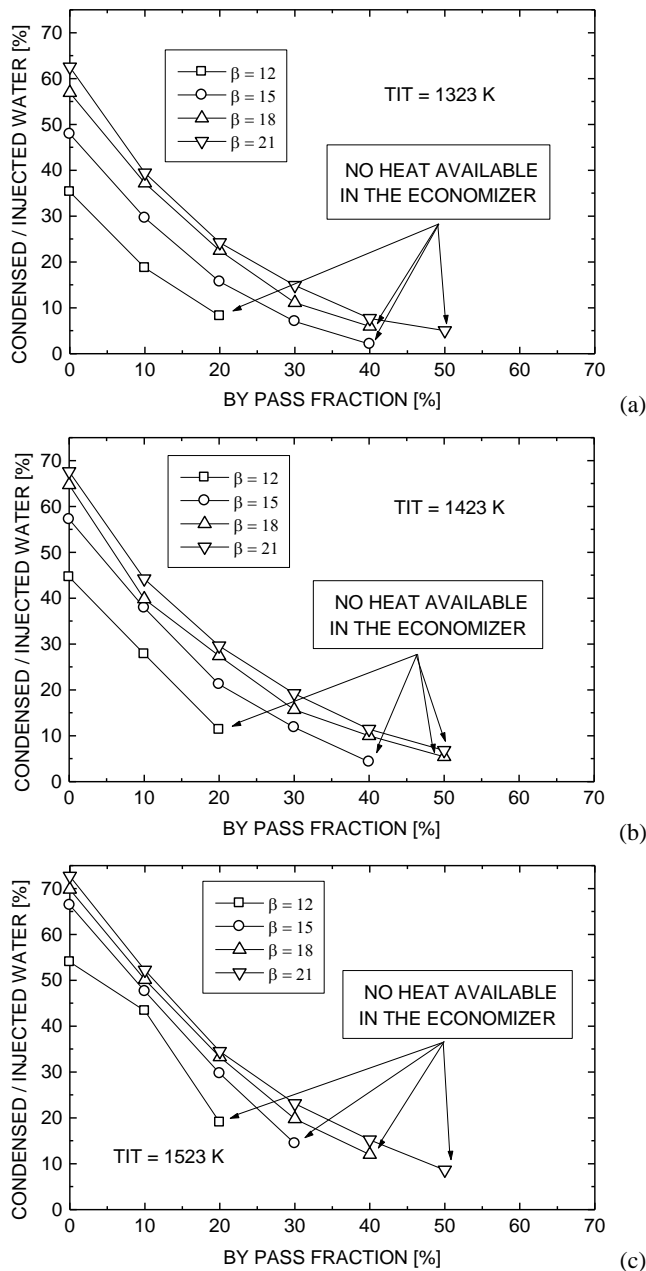 CONDENSED / INJECTED WATER [%]
70
60
50
40
30
20
10
0
β = 12
β = 15
β = 18
β = 21
TIT = 1323 K
NO HEAT AVAILABLE
IN THE ECONOMIZER
0 10 20 30 40 50 60 70
BY PASS FRACTION [%]
(a)
CONDENSED / INJECTED WATER [%]
70
60
50
40
30
20
10
0
β = 12
β = 15
β = 18
β = 21
TIT = 1423 K
NO HEAT AVAILABLE
IN THE ECONOMIZER
0 10 20 30 40 50 60 70
BY PASS FRACTION [%]
(b)
CONDENSED / INJECTED WATER [%]
70
60
50
40
30
20
10
0
β = 12
β = 15
β = 18
β = 21
NO HEAT AVAILABLE
IN THE ECONOMIZER
TIT = 1523 K
0 10 20 30 40 50 60 70
BY PASS FRACTION [%]
(c)